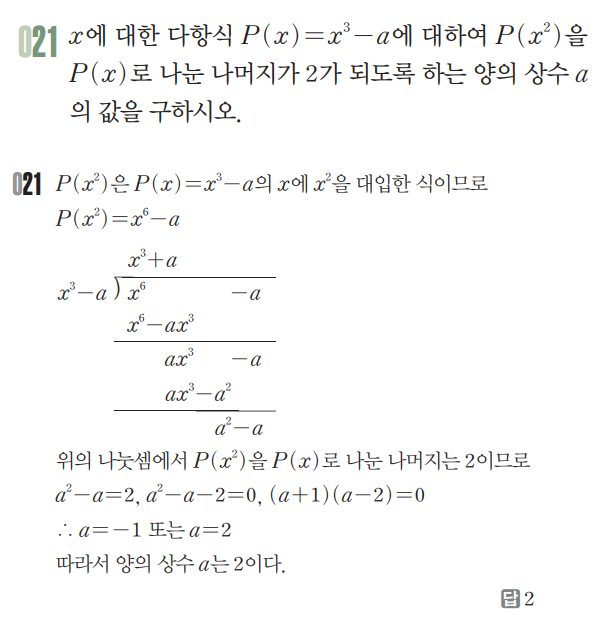 021 x에 대한 다항식 P(x)=x³-a에 대하여 P(x²)을
P(x)로 나눈 나머지가 2가 되도록 하는 양의 상수 a
의 값을 구하시오.
021 P(x²)은 P(x)=x³-a의 x에 x²을 대입한 식이므로
P(x²)=x⁶-a
x³+a
x³-a ) x⁶ -a
x⁶-ax³
ax³ -a
ax³-a²
a²-a
위의 나눗셈에서 P(x²)을 P(x)로 나눈 나머지는 2이므로
a²-a=2, a²-a-2=0, (a+1)(a-2)=0
∴ a=-1 또는 a=2
따라서 양의 상수 a는 2이다.
답 2